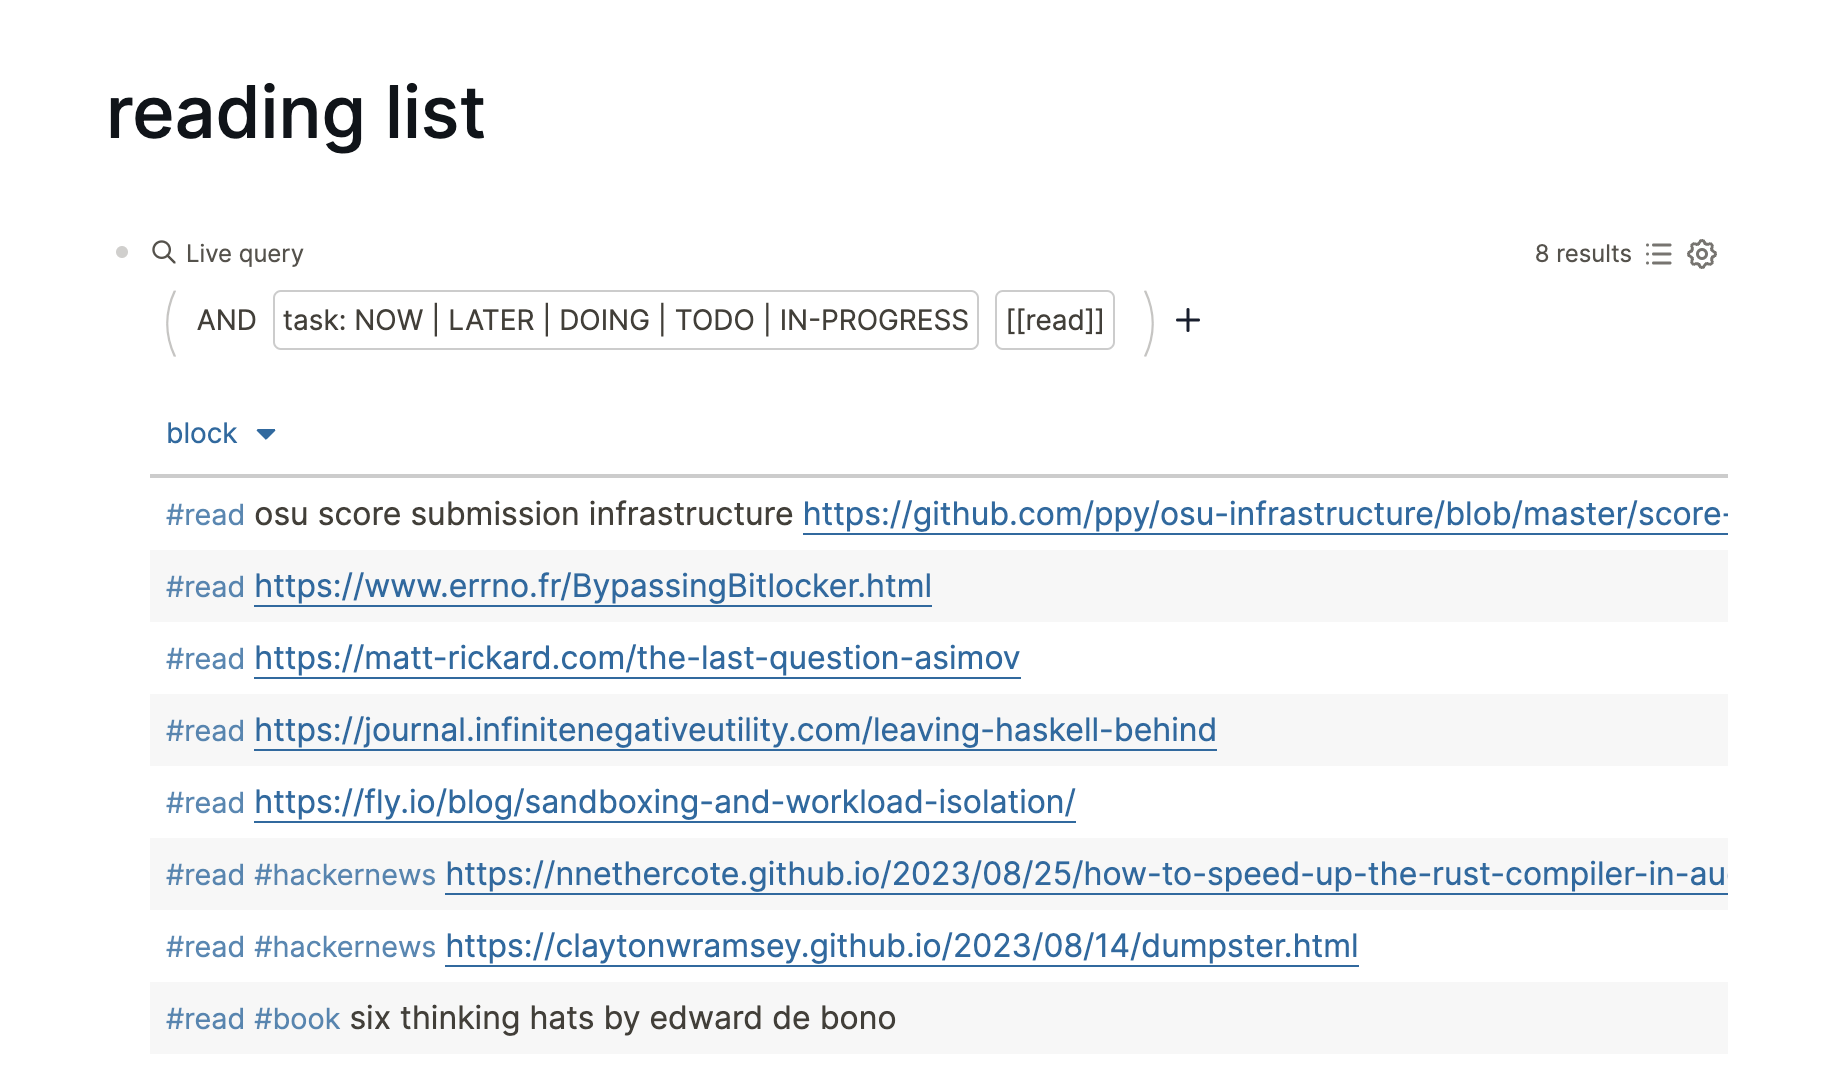 reading list
Live query 8 results
AND task: NOW | LATER | DOING | TODO | IN-PROGRESS [[read]] +
block
#read osu score submission infrastructure https://github.com/ppy/osu-infrastructure/blob/master/score-
#read https://www.errno.fr/BypassingBitlocker.html
#read https://matt-rickard.com/the-last-question-asimov
#read https://journal.infinitenegativeutility.com/leaving-haskell-behind
#read https://fly.io/blog/sandboxing-and-workload-isolation/
#read #hackernews https://nnethercote.github.io/2023/08/25/how-to-speed-up-the-rust-compiler-in-au
#read #hackernews https://claytonwramsey.github.io/2023/08/14/dumpster.html
#read #book six thinking hats by edward de bono